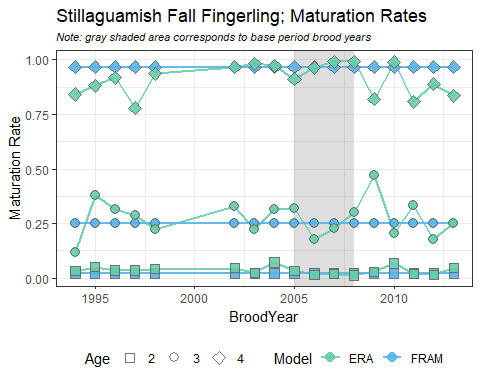 Stillaguamish Fall Fingerling; Maturation Rates
Note: gray shaded area corresponds to base period brood years
1.00
0.75
0.50
0.25
0.00
Maturation Rate
1995 2000 2005 2010
BroodYear
Age 2 3 4 Model ERA FRAM